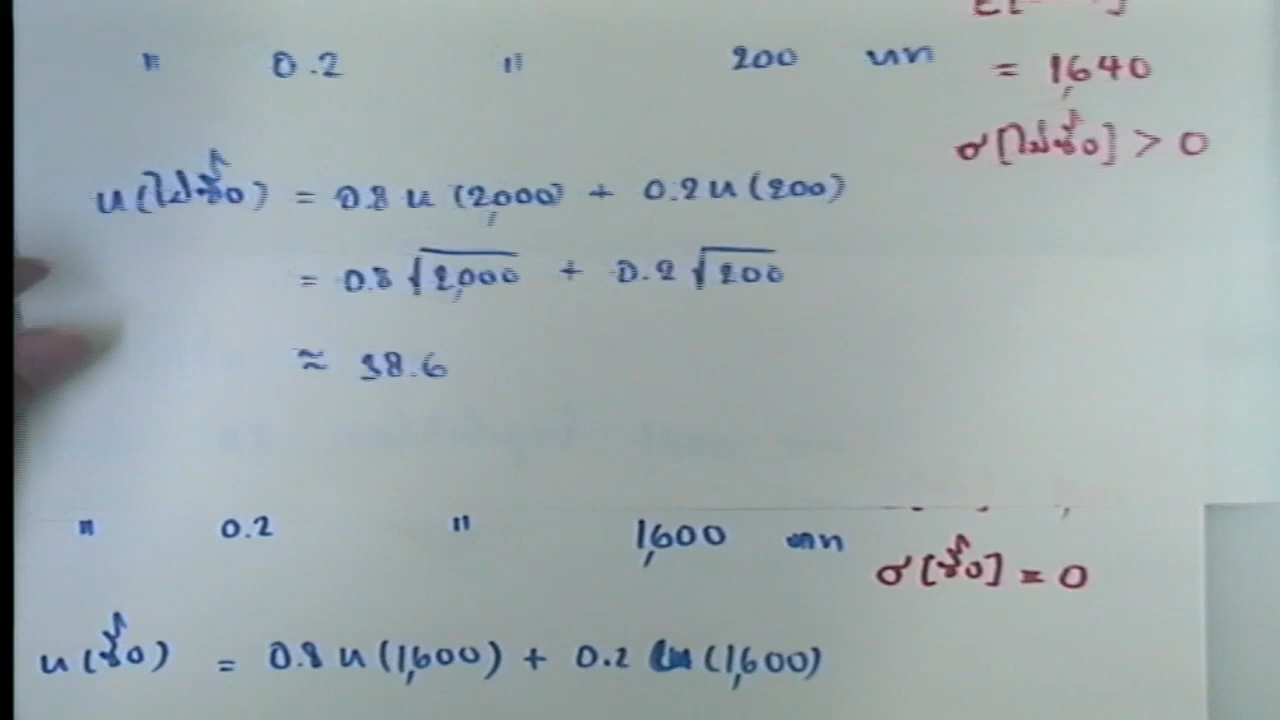 " 0.2 " 200 บาท
= 1,640
σ[ไม่ซื้อ] > 0
u(ไม่ซื้อ) = 0.8 u (2,000) + 0.2 u (200)
= 0.8 √2,000 + 0.2 √200
≈ 38.6
" 0.2 " 1,600 บาท
σ[ซื้อ] = 0
u(ซื้อ) = 0.8 u (1,600) + 0.2 u (1,600)